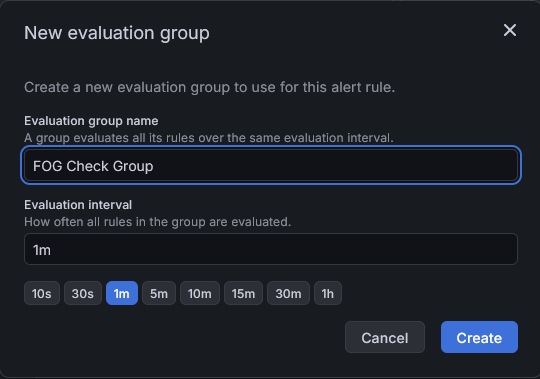 New evaluation group
Create a new evaluation group to use for this alert rule.
Evaluation group name
A group evaluates all its rules over the same evaluation interval.
FOG Check Group
Evaluation interval
How often all rules in the group are evaluated.
1m
10s 30s 1m 5m 10m 15m 30m 1h
Cancel Create